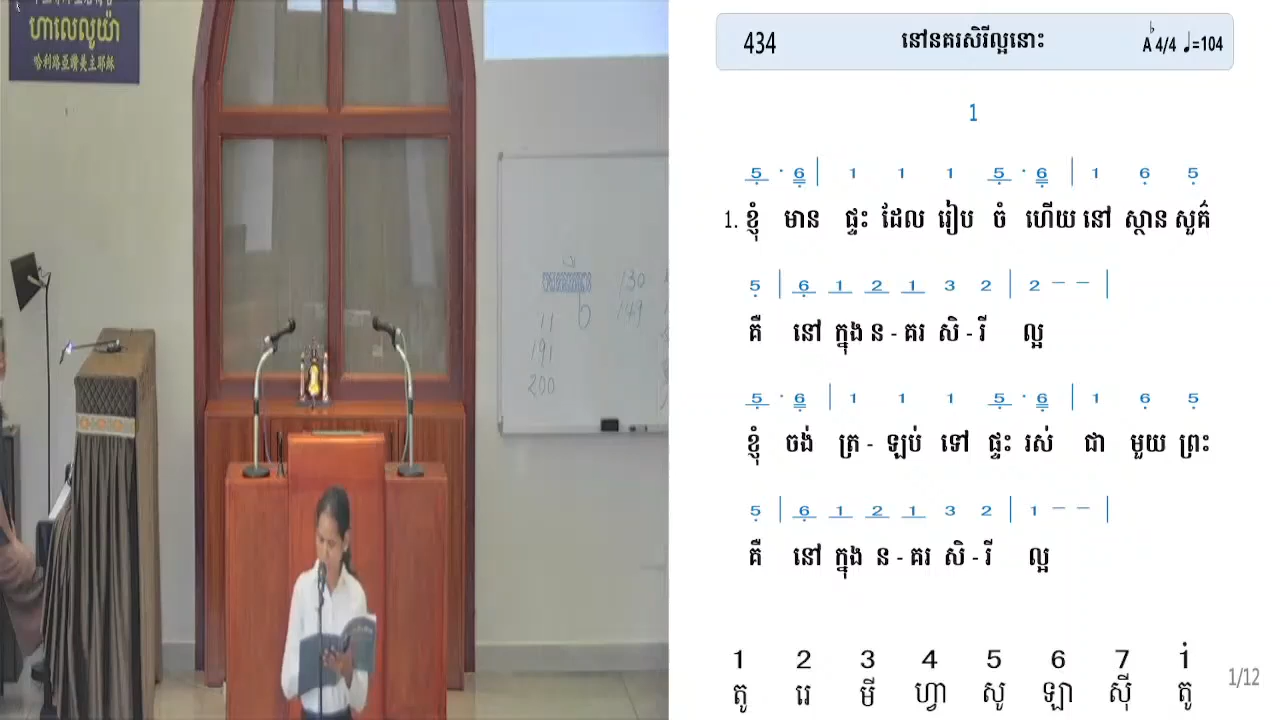 ហាលេលូយ៉ា
哈利路亞讚美主耶穌
130
149
11
191
200
434 នៅនគរសិរីល្អនោះ A♭ 4/4 ♩=104
1
5 · 6 | 1 1 1 5 · 6 | 1 6 5
1. ខ្ញុំ មាន ផ្ទះ ដែល រៀប ចំ ហើយ នៅ ស្ថាន សួគ៌
5 | 6 1 2 1 3 2 | 2 – – |
គឺ នៅ ក្នុង ន - គរ សិ - រី ល្អ
5 · 6 | 1 1 1 5 · 6 | 1 6 5
ខ្ញុំ ចង់ ត្រ - ឡប់ ទៅ ផ្ទះ រស់ ជា មួយ ព្រះ
5 | 6 1 2 1 3 2 | 1 – – |
គឺ នៅ ក្នុង ន - គរ សិ - រី ល្អ
1 2 3 4 5 6 7 i
តូ រេ មី ហ្វា សូ ឡា ស៊ី តូ
1/12